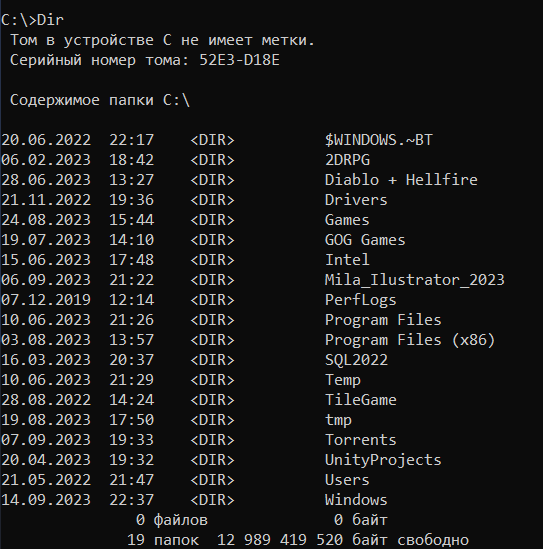 C:\>Dir
Том в устройстве C не имеет метки.
Серийный номер тома: 52E3-D18E
Содержимое папки C:\
20.06.2022  22:17    <DIR>          $WINDOWS.~BT
06.02.2023  18:42    <DIR>          2DRPG
28.06.2023  13:27    <DIR>          Diablo + Hellfire
21.11.2022  19:36    <DIR>          Drivers
24.08.2023  15:44    <DIR>          Games
19.07.2023  14:10    <DIR>          GOG Games
15.06.2023  17:48    <DIR>          Intel
06.09.2023  21:22    <DIR>          Mila_Ilustrator_2023
07.12.2019  12:14    <DIR>          PerfLogs
10.06.2023  21:26    <DIR>          Program Files
03.08.2023  13:57    <DIR>          Program Files (x86)
16.03.2023  20:37    <DIR>          SQL2022
10.06.2023  21:29    <DIR>          Temp
28.08.2022  14:24    <DIR>          TileGame
19.08.2023  17:50    <DIR>          tmp
07.09.2023  19:33    <DIR>          Torrents
20.04.2023  19:32    <DIR>          UnityProjects
21.05.2022  21:47    <DIR>          Users
14.09.2023  22:37    <DIR>          Windows
0 файлов              0 байт
19 папок  12 989 419 520 байт свободно